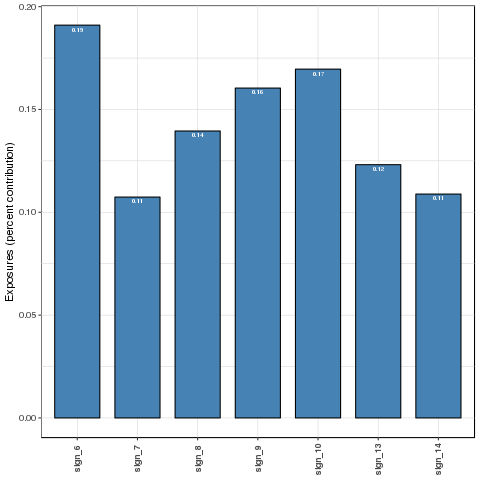 Exposures (percent contribution)
0.20
0.15
0.10
0.05
0.00
0.19
0.11
0.14
0.16
0.17
0.12
0.11
sign_6
sign_7
sign_8
sign_9
sign_10
sign_13
sign_14